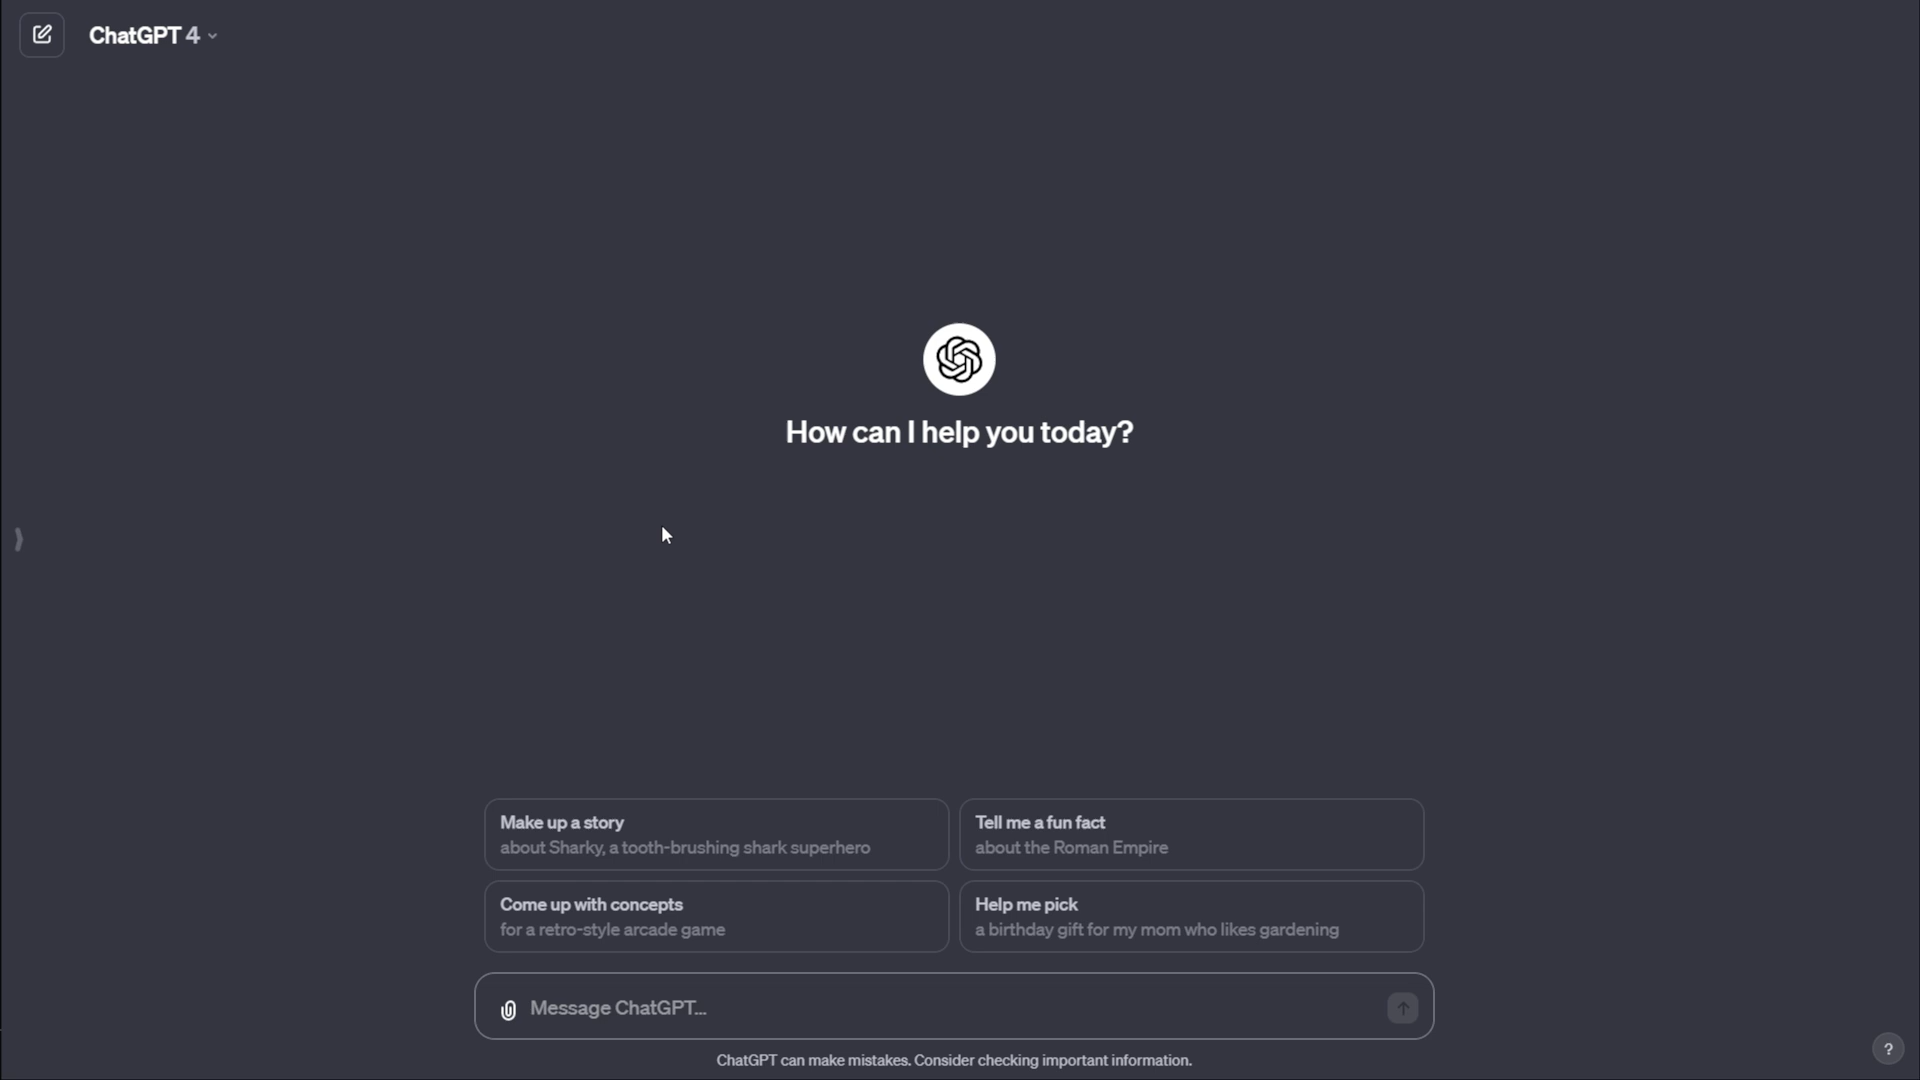 ChatGPT 4
How can I help you today?
Make up a story
about Sharky, a tooth-brushing shark superhero
Tell me a fun fact
about the Roman Empire
Come up with concepts
for a retro-style arcade game
Help me pick
a birthday gift for my mom who likes gardening
Message ChatGPT...
ChatGPT can make mistakes. Consider checking important information.
?